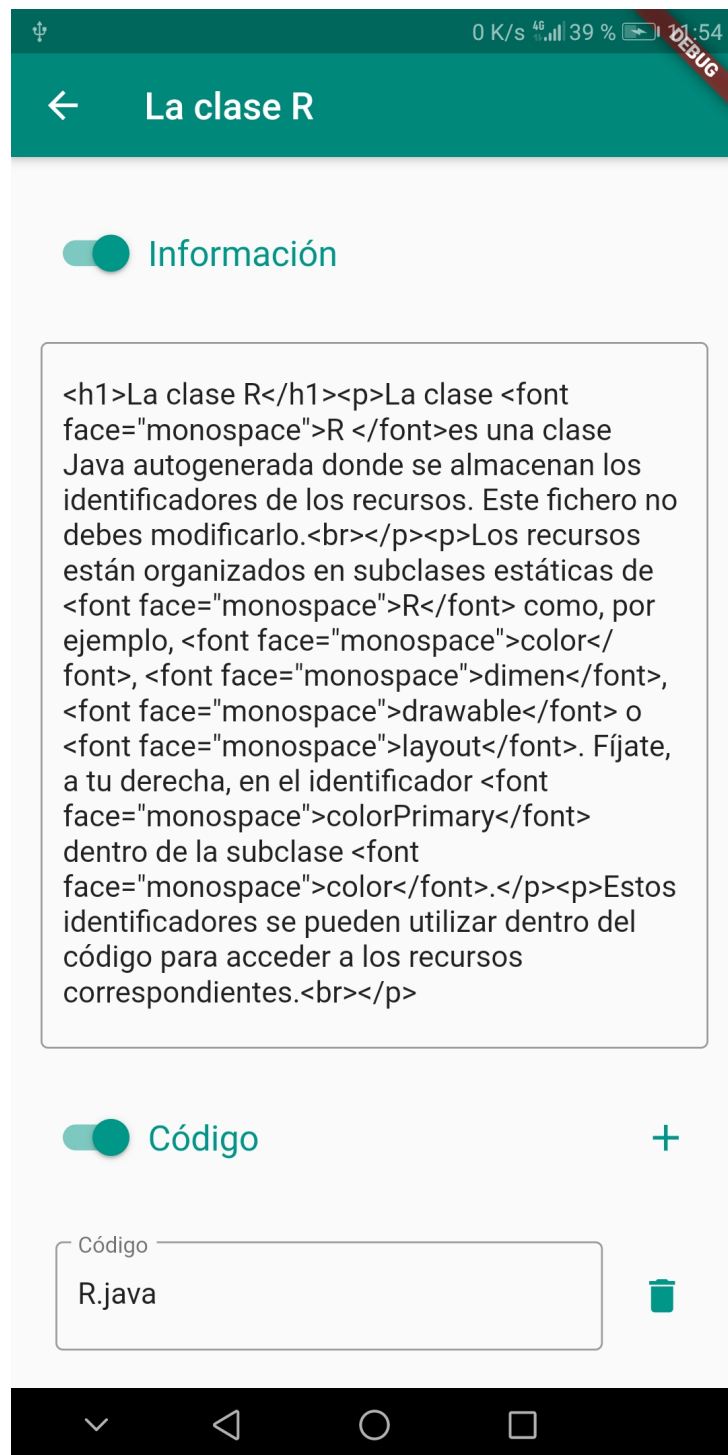 0 K/s 4G 39 % 11:54
DEBUG
La clase R
Información
<h1>La clase R</h1><p>La clase <font
face="monospace">R </font>es una clase
Java autogenerada donde se almacenan los
identificadores de los recursos. Este fichero no
debes modificarlo.<br></p><p>Los recursos
están organizados en subclases estáticas de
<font face="monospace">R</font> como, por
ejemplo, <font face="monospace">color</
font>, <font face="monospace">dimen</font>,
<font face="monospace">drawable</font> o
<font face="monospace">layout</font>. Fíjate,
a tu derecha, en el identificador <font
face="monospace">colorPrimary</font>
dentro de la subclase <font
face="monospace">color</font>.</p><p>Estos
identificadores se pueden utilizar dentro del
código para acceder a los recursos
correspondientes.<br></p>
Código
Código
R.java